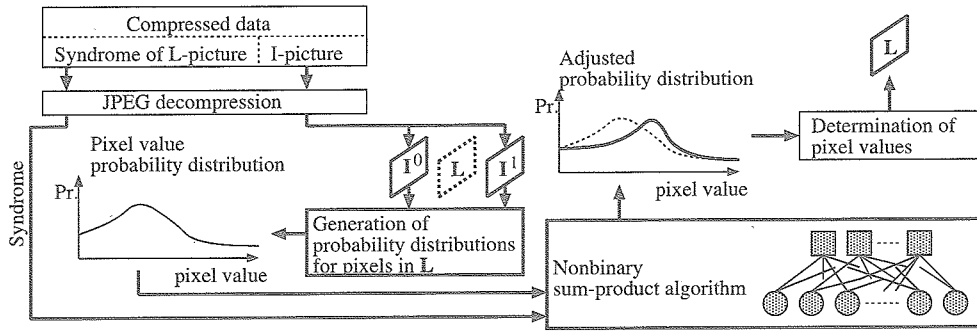 Compressed data
Syndrome of L-picture
I-picture
JPEG decompression
Syndrome
Pixel value
probability distribution
Pr.
pixel value
I0
L
I1
Generation of
probability distributions
for pixels in L
Adjusted
probability distribution
Pr.
pixel value
L
Determination of
pixel values
Nonbinary
sum-product algorithm